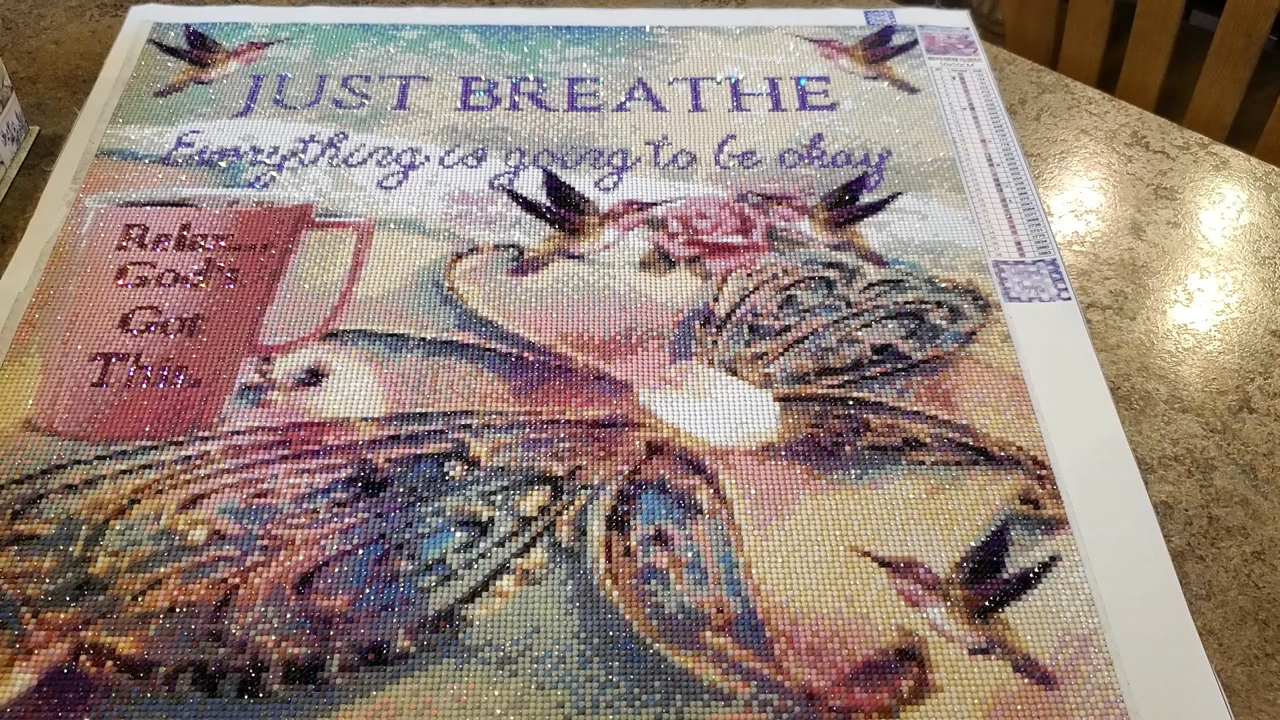 JUST BREATHE
Everything is going to be okay
Relax....
God's
Got
This.